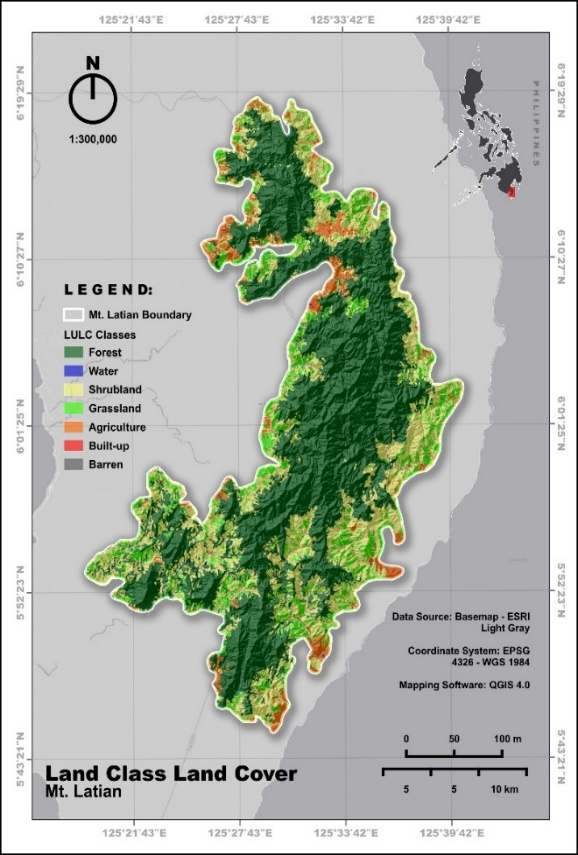 125°21'43"E 125°27'43"E 125°33'42"E 125°39'42"E
N
1:300,000
6°19'29"N
6°19'29"N
PHILIPPINES
6°10'27"N
6°10'27"N
LEGEND:
Mt. Latian Boundary
LULC Classes
Forest
Water
Shrubland
Grassland
Agriculture
Built-up
Barren
6°01'25"N
6°01'25"N
5°52'23"N
5°52'23"N
Data Source: Basemap - ESRI
Light Gray
Coordinate System: EPSG
4326 - WGS 1984
Mapping Software: QGIS 4.0
0 50 100 m
5 5 10 km
5°43'21"N
5°43'21"N
Land Class Land Cover
Mt. Latian
125°21'43"E 125°27'43"E 125°33'42"E 125°39'42"E